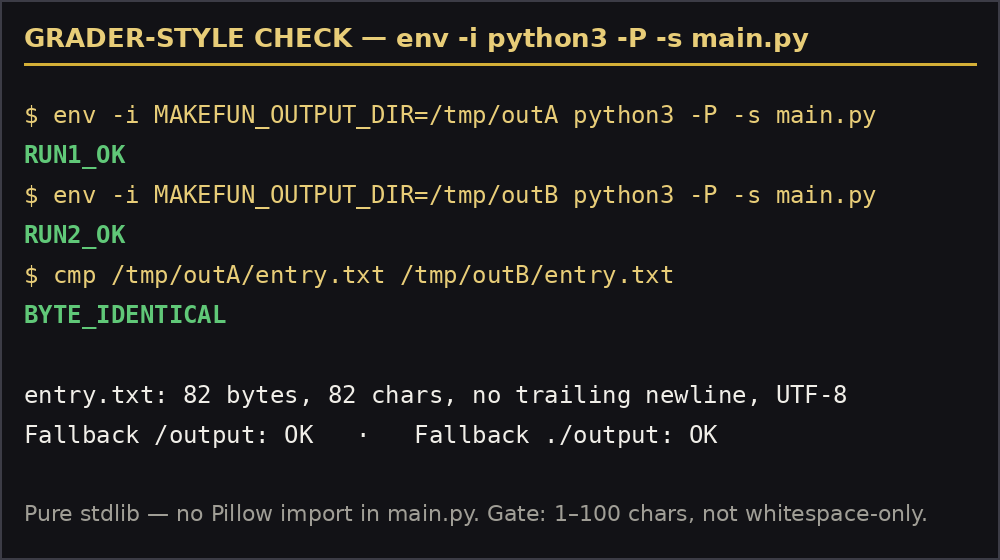 GRADER-STYLE CHECK — env -i python3 -P -s main.py
$ env -i MAKEFUN_OUTPUT_DIR=/tmp/outA python3 -P -s main.py
RUN1_OK
$ env -i MAKEFUN_OUTPUT_DIR=/tmp/outB python3 -P -s main.py
RUN2_OK
$ cmp /tmp/outA/entry.txt /tmp/outB/entry.txt
BYTE_IDENTICAL
entry.txt: 82 bytes, 82 chars, no trailing newline, UTF-8
Fallback /output: OK   ·   Fallback ./output: OK
Pure stdlib — no Pillow import in main.py. Gate: 1–100 chars, not whitespace-only.